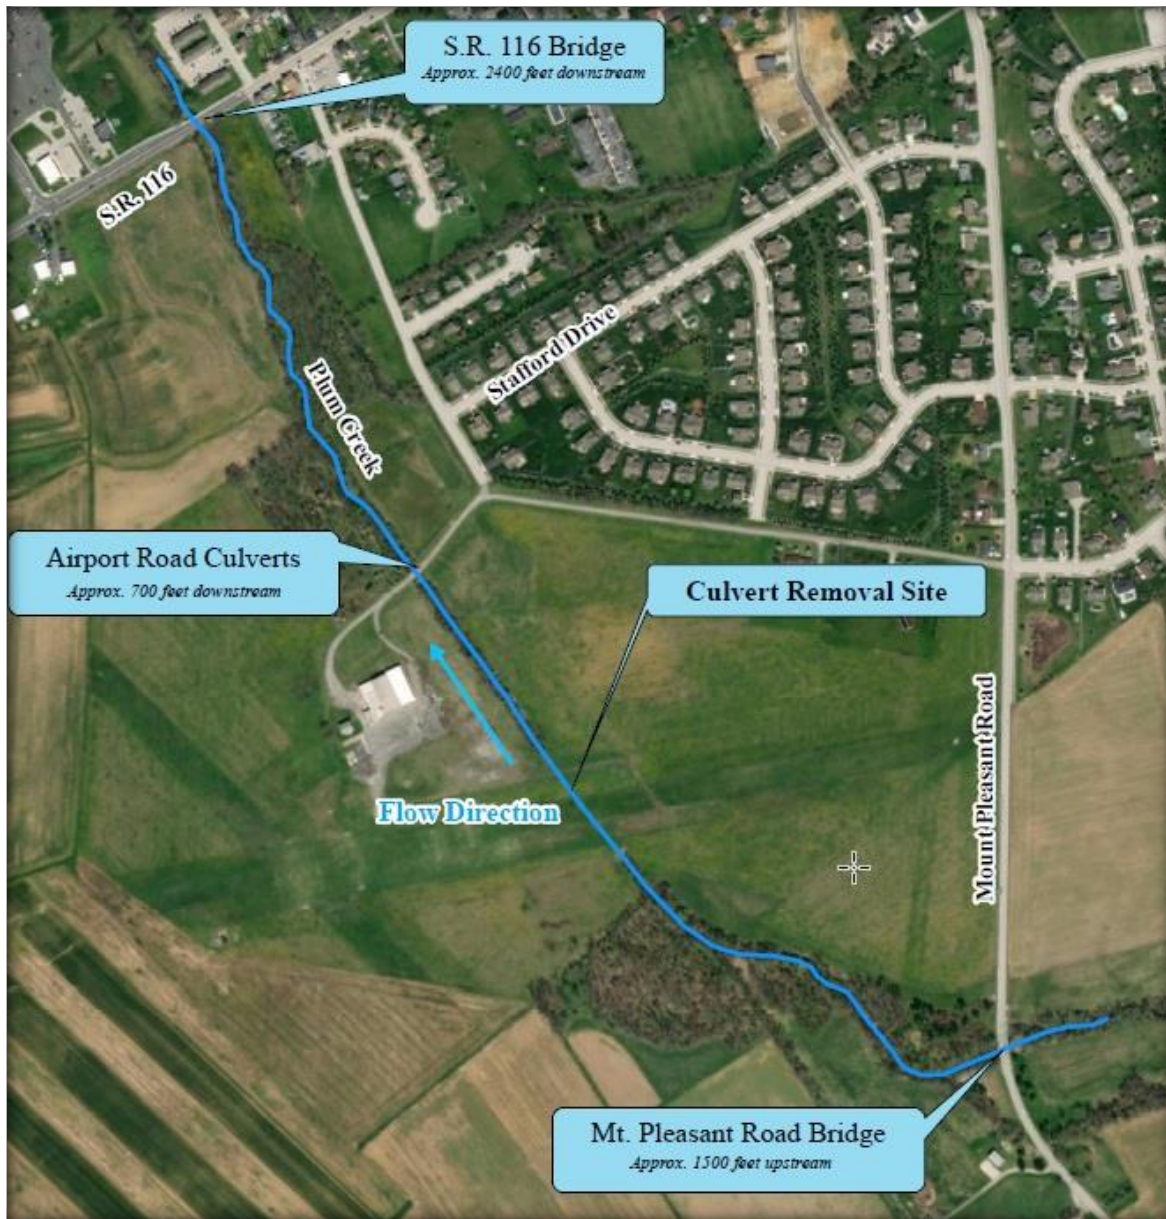 S.R. 116 Bridge
Approx. 2400 feet downstream
S.R. 116
Stafford Drive
Plum Creek
Airport Road Culverts
Approx. 700 feet downstream
Culvert Removal Site
Flow Direction
Mount Pleasant Road
Mt. Pleasant Road Bridge
Approx. 1500 feet upstream